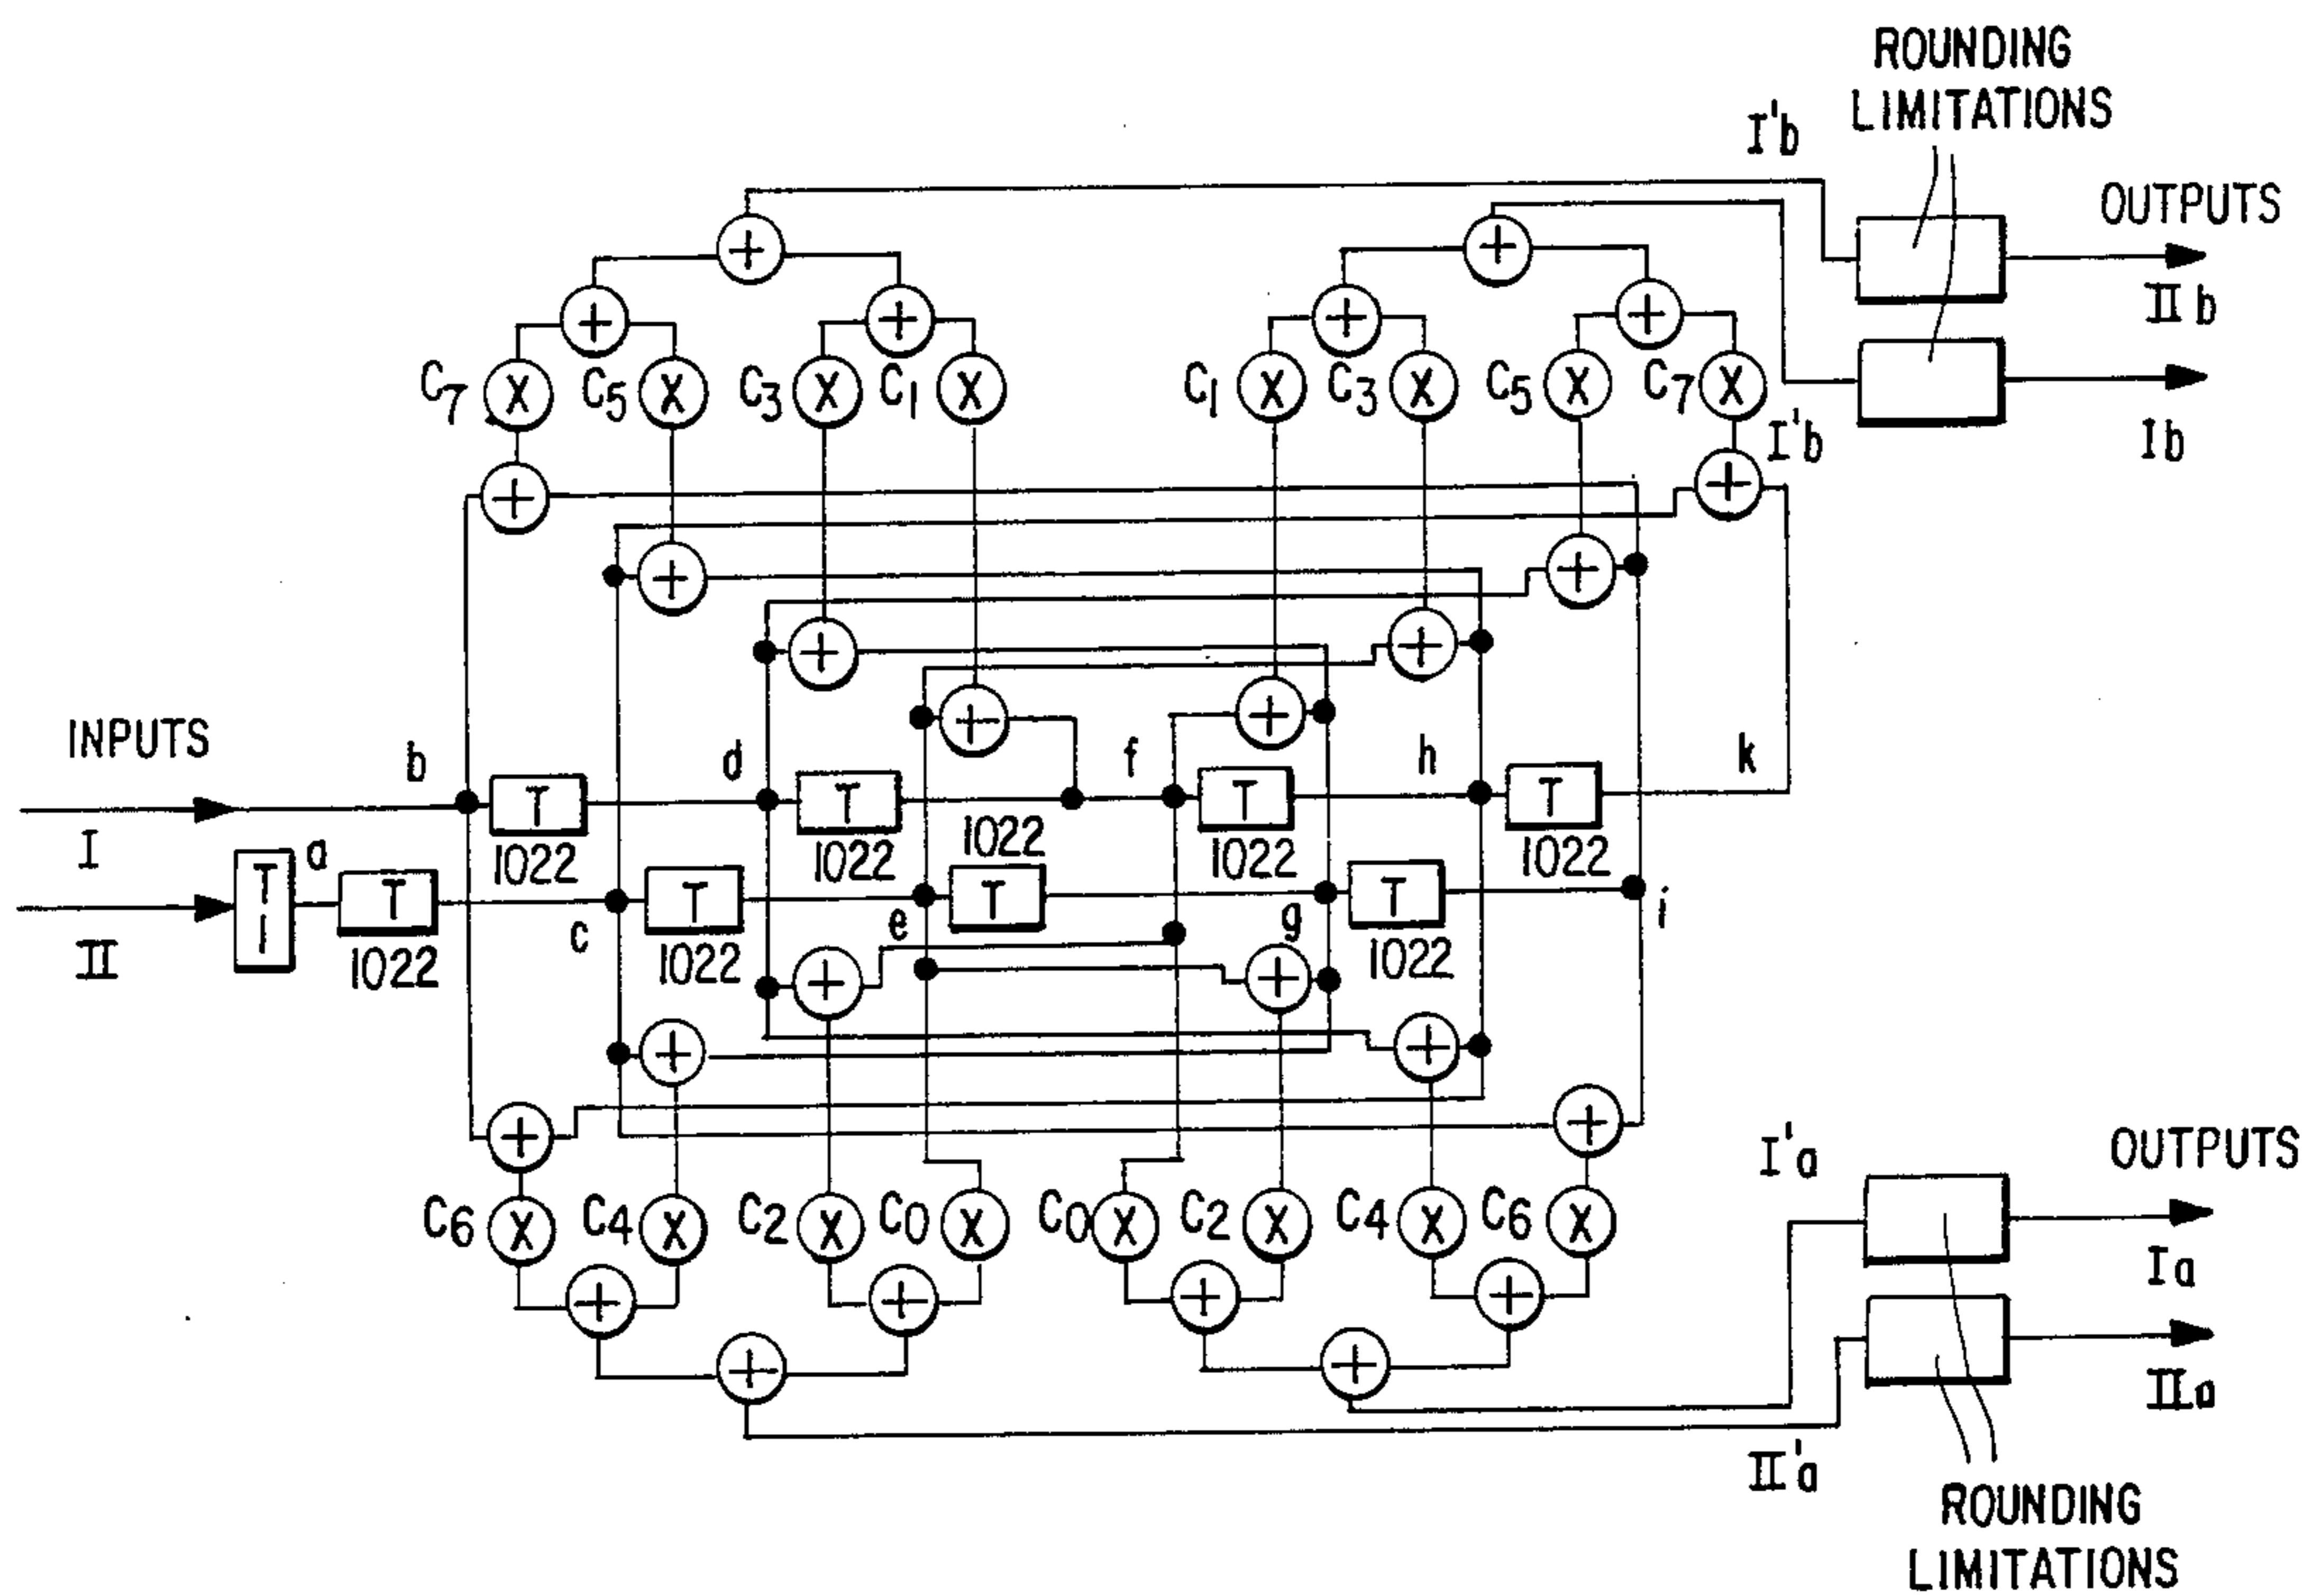 ROUNDING
LIMITATIONS
I'b
OUTPUTS
+ +
II b
+ + + +
C7 X C5 X C3 X C1 X C1 X C3 X C5 X C7 X
I'b
Ib
+ +
+ +
+ +
+ +
INPUTS
b d f h k
T T T T
I
1022 1022 1022 1022 1022
a
T I
T T T T
II
1022 c 1022 e g 1022 i
+ +
+ +
+ +
I'a
OUTPUTS
C6 X C4 X C2 X C0 X C0 X C2 X C4 X C6 X
Ia
+ + + +
+ +
IIa
II'a
ROUNDING
LIMITATIONS